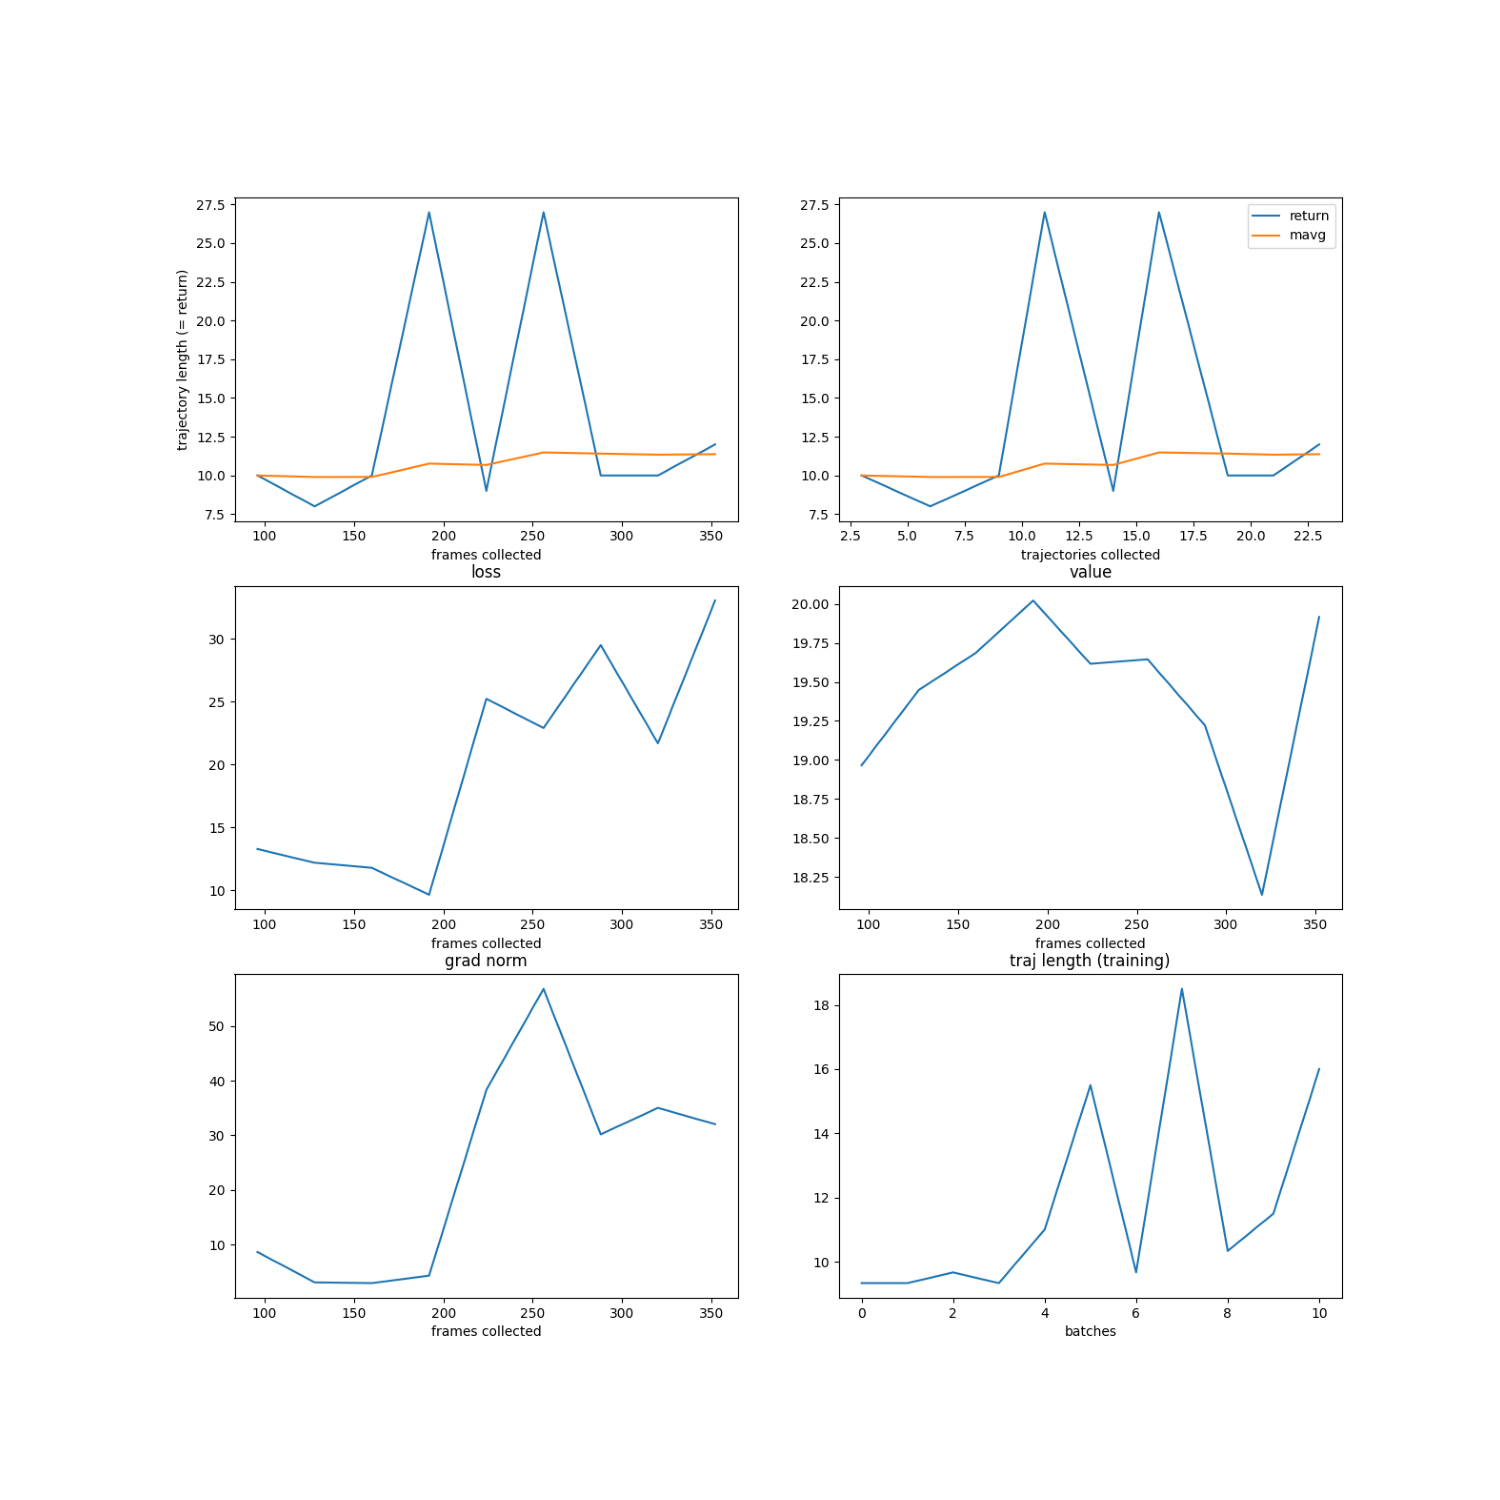 27.5
25.0
22.5
20.0
17.5
15.0
12.5
10.0
7.5
trajectory length (= return)
100 150 200 250 300 350
frames collected
27.5
25.0
22.5
20.0
17.5
15.0
12.5
10.0
7.5
return
mavg
2.5 5.0 7.5 10.0 12.5 15.0 17.5 20.0 22.5
trajectories collected
loss
30
25
20
15
10
100 150 200 250 300 350
frames collected
value
20.00
19.75
19.50
19.25
19.00
18.75
18.50
18.25
100 150 200 250 300 350
frames collected
grad norm
50
40
30
20
10
100 150 200 250 300 350
frames collected
traj length (training)
18
16
14
12
10
0 2 4 6 8 10
batches